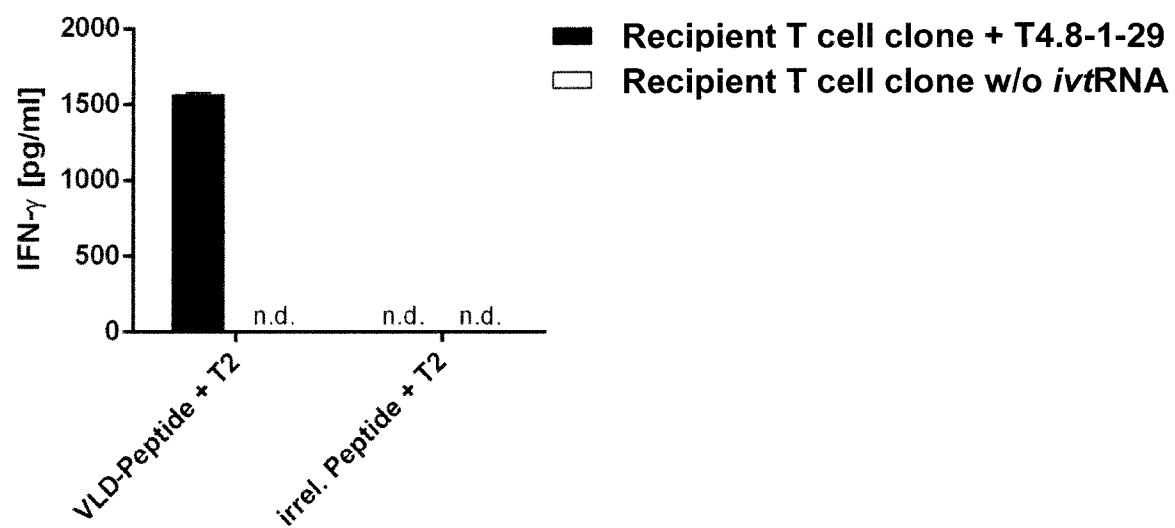 2000
1500
1000
500
0
IFN-γ [pg/ml]
n.d.
n.d.
n.d.
VLD-Peptide + T2
irrel. Peptide + T2
Recipient T cell clone + T4.8-1-29
Recipient T cell clone w/o ivtRNA